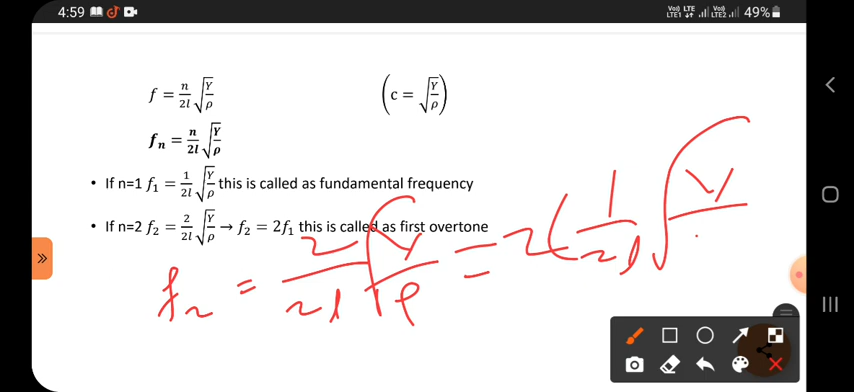 4:59
Vo)) LTE Vo))
LTE1 LTE2 49%
f = n/2l √Y/ρ (c = √Y/ρ)
fₙ = n/2l √Y/ρ
• If n=1 f₁ = 1/2l √Y/ρ this is called as fundamental frequency
• If n=2 f₂ = 2/2l √Y/ρ → f₂ = 2f₁ this is called as first overtone
f₂ = 2/2l √Y/ρ = 2(1/2l √Y